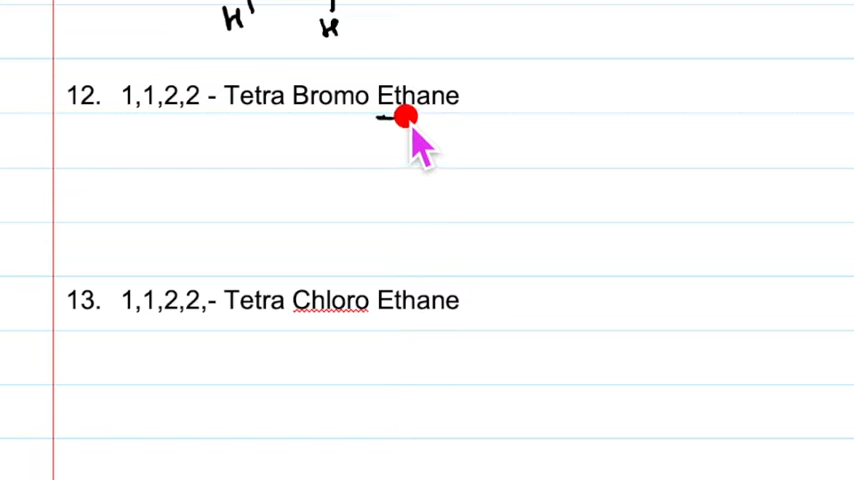 H H
12. 1,1,2,2 - Tetra Bromo Ethane
13. 1,1,2,2,- Tetra Chloro Ethane